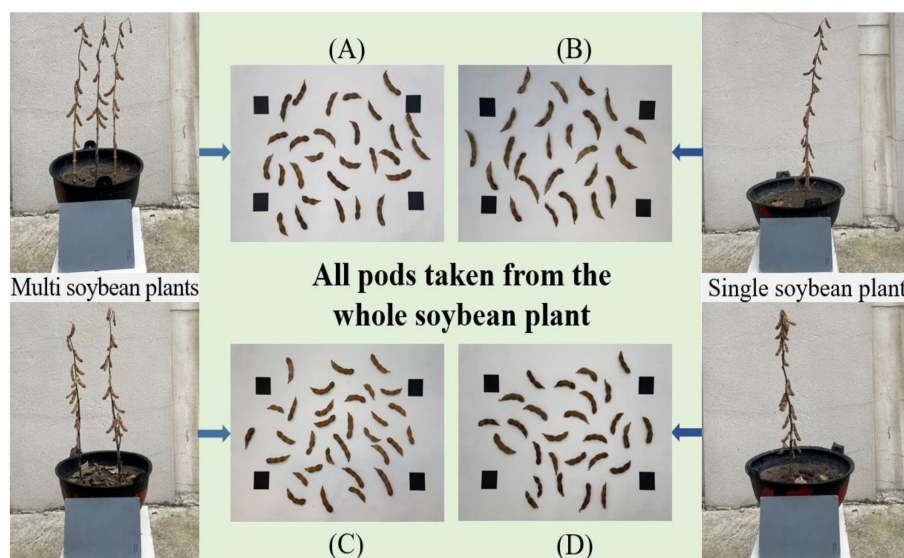 (A)
(B)
Multi soybean plants
All pods taken from the
whole soybean plant
Single soybean plant
(C)
(D)